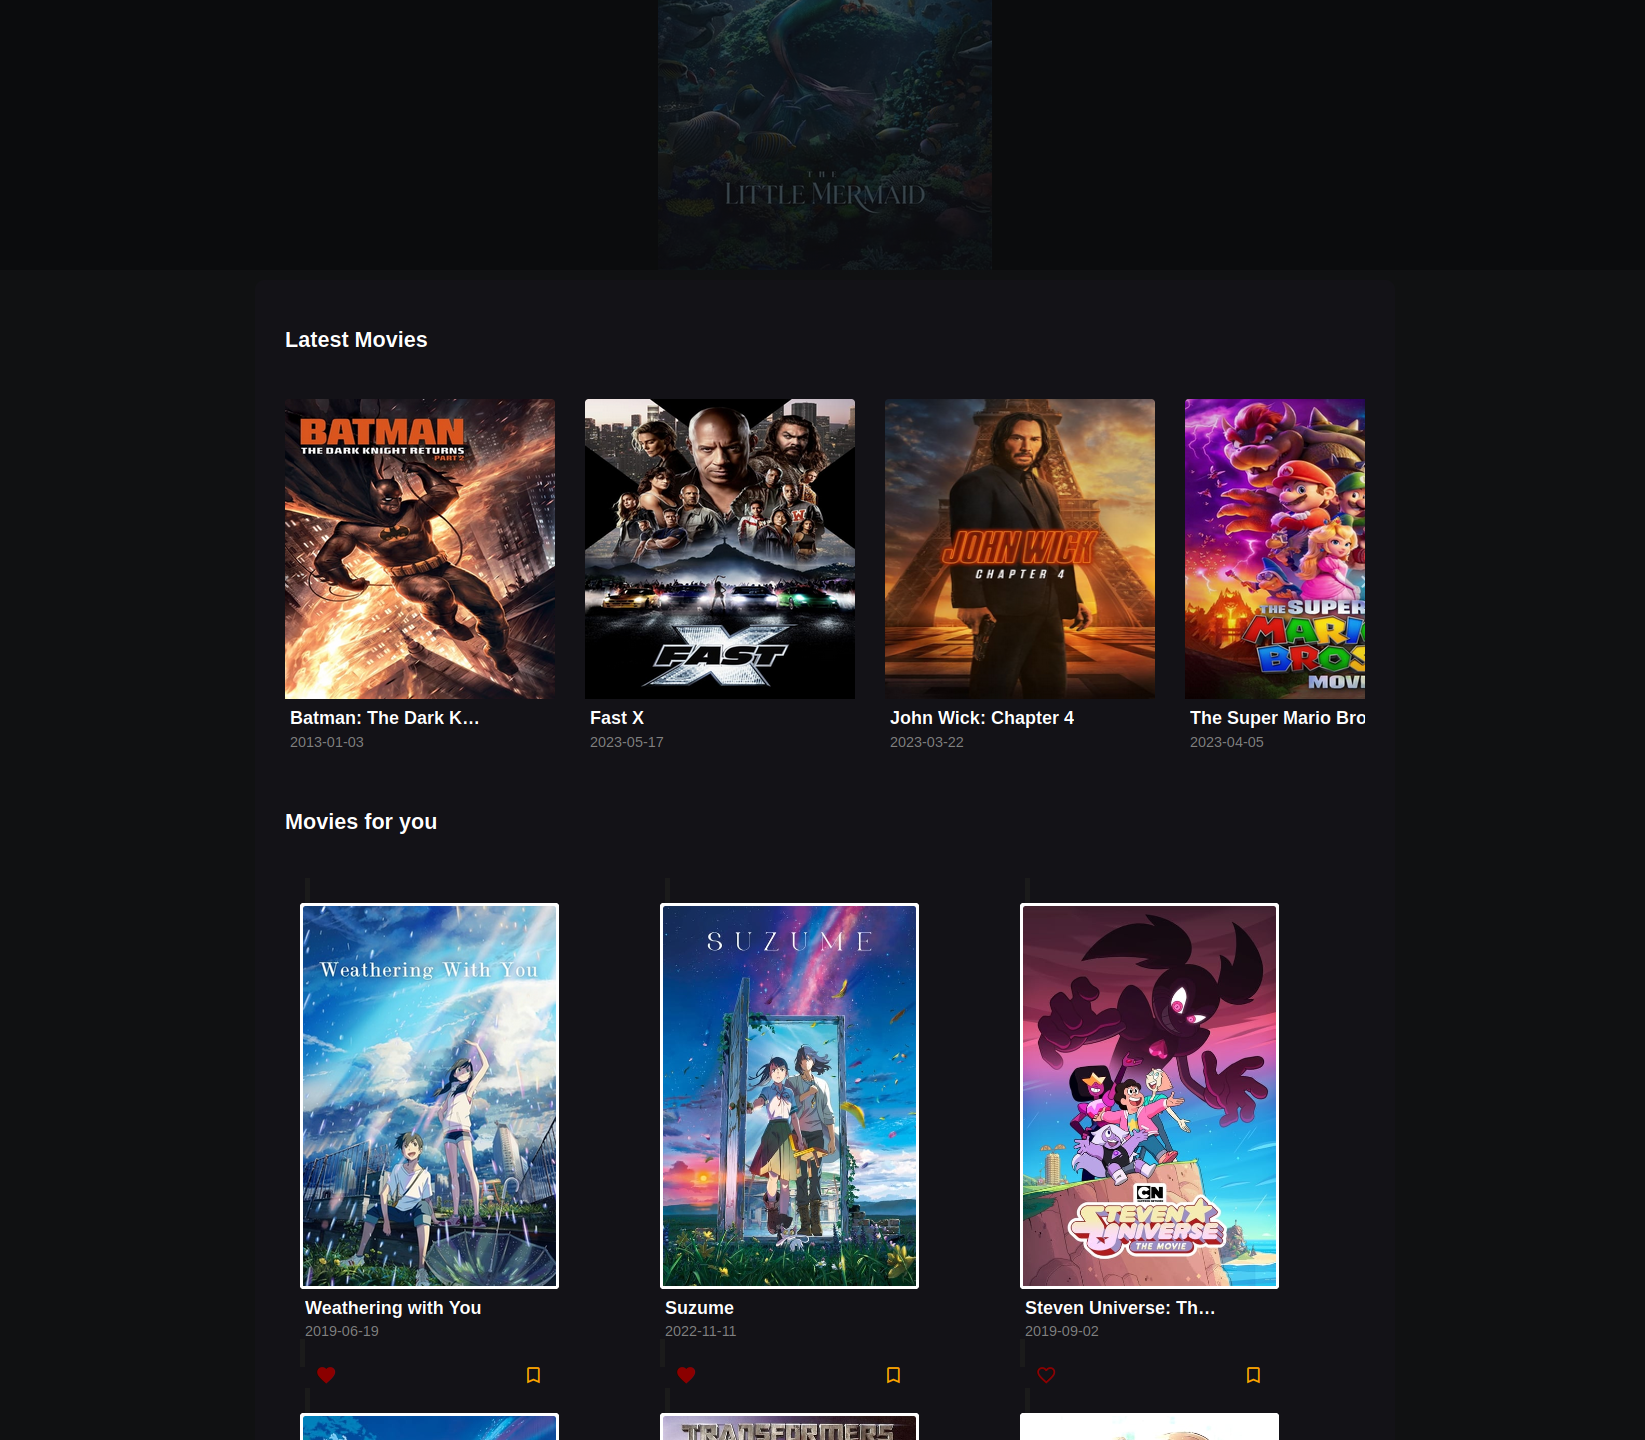 THE
LITTLE MERMAID
Latest Movies
BATMAN
THE DARK KNIGHT RETURNS
PART 2
FAST X
JOHN WICK
CHAPTER 4
THE SUPER
MARIO
BROS
MOVI
Batman: The Dark K...
Fast X
John Wick: Chapter 4
The Super Mario Bro
2013-01-03
2023-05-17
2023-03-22
2023-04-05
Movies for you
Weathering With You
SUZUME
CN
STEVEN
UNIVERSE
THE MOVIE
Weathering with You
Suzume
Steven Universe: Th...
2019-06-19
2022-11-11
2019-09-02
TRANSFORMERS